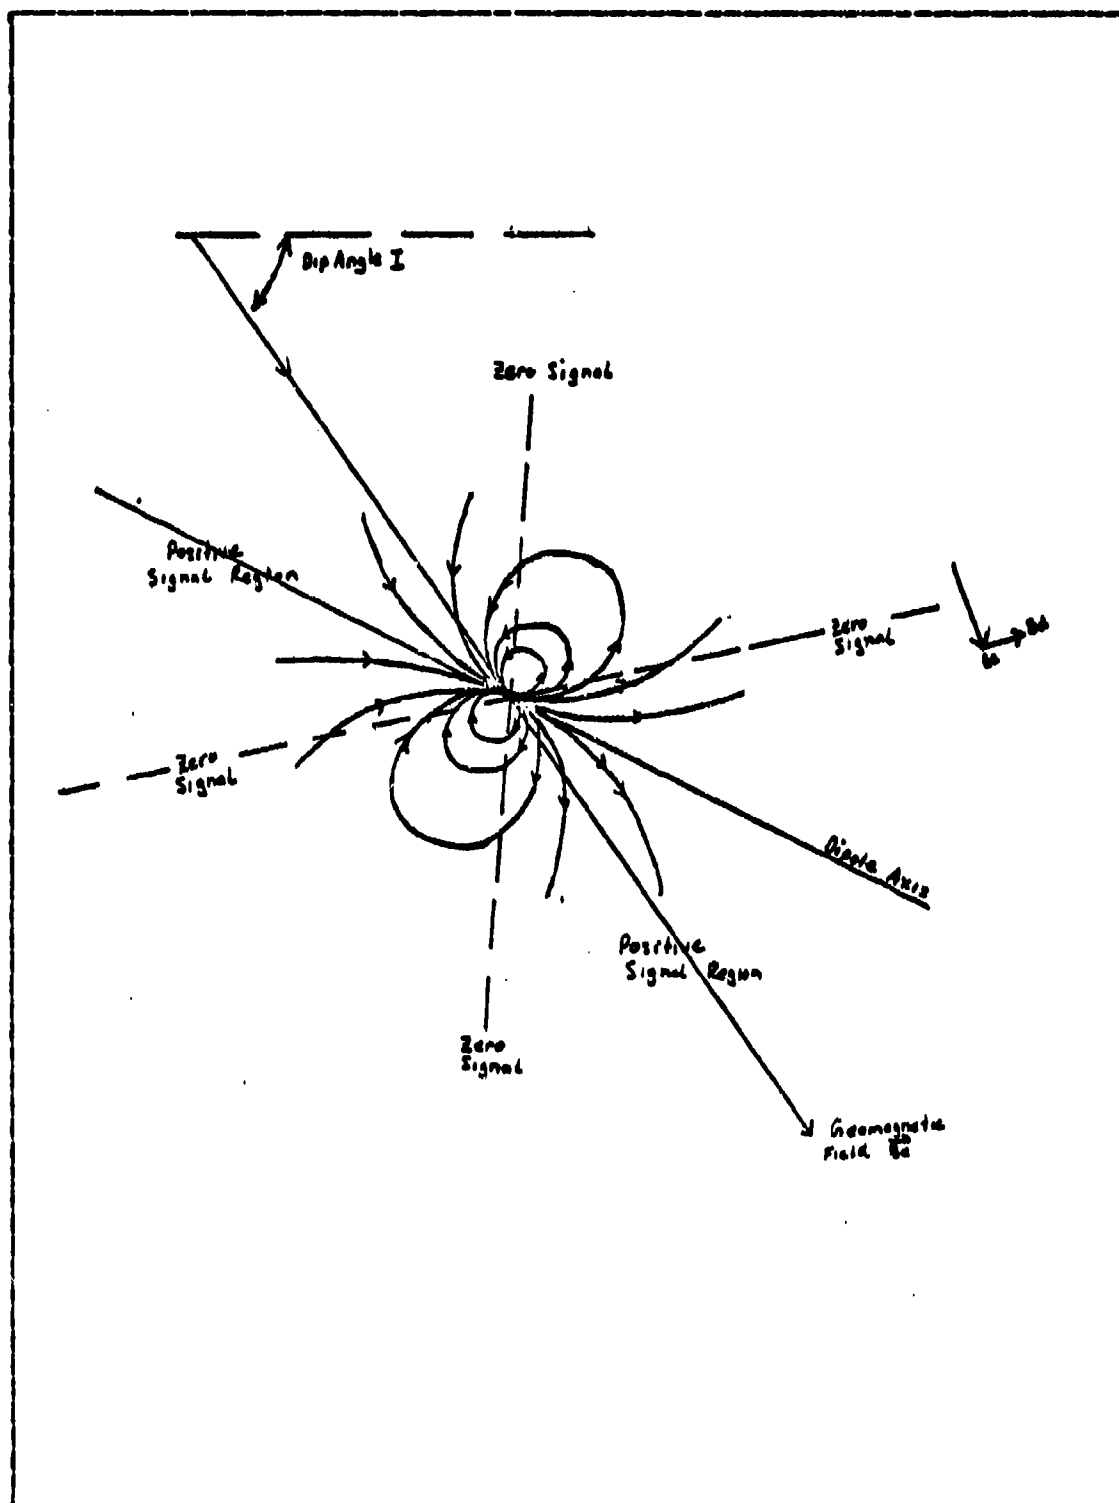 Dip Angle I
Zero Signal
Positive
Signal Region
Zero
Signal
Bd
Zero
Signal
Dipole Axis
Positive
Signal Region
Zero
Signal
Geomagnetic
Field